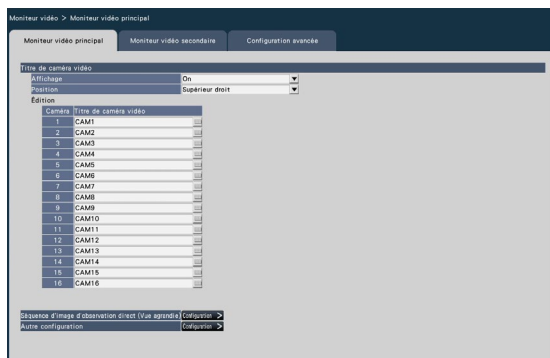 Moniteur vidéo > Moniteur vidéo principal
Moniteur vidéo principal Moniteur vidéo secondaire Configuration avancée
Titre de caméra vidéo
Affichage On
Position Supérieur droit
Édition
Caméra Titre de caméra vidéo
1 CAM1
2 CAM2
3 CAM3
4 CAM4
5 CAM5
6 CAM6
7 CAM7
8 CAM8
9 CAM9
10 CAM10
11 CAM11
12 CAM12
13 CAM13
14 CAM14
15 CAM15
16 CAM16
Séquence d'image d'observation direct (Vue agrandie) Configuration >
Autre configuration Configuration >